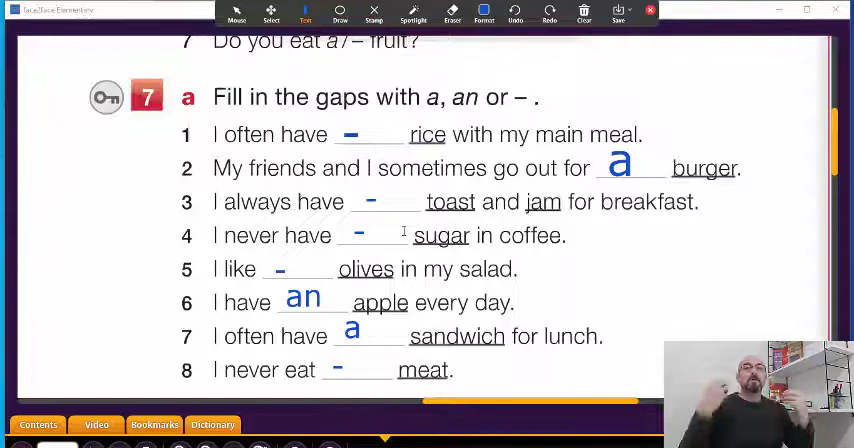 face2face Elementary
Mouse Select Text Draw Stamp Spotlight Eraser Format Undo Redo Clear Save
7 Do you eat a / – fruit?
7 a Fill in the gaps with a, an or – .
1 I often have - rice with my main meal.
2 My friends and I sometimes go out for a burger.
3 I always have - toast and jam for breakfast.
4 I never have - sugar in coffee.
5 I like - olives in my salad.
6 I have an apple every day.
7 I often have a sandwich for lunch.
8 I never eat - meat.
Contents Video Bookmarks Dictionary